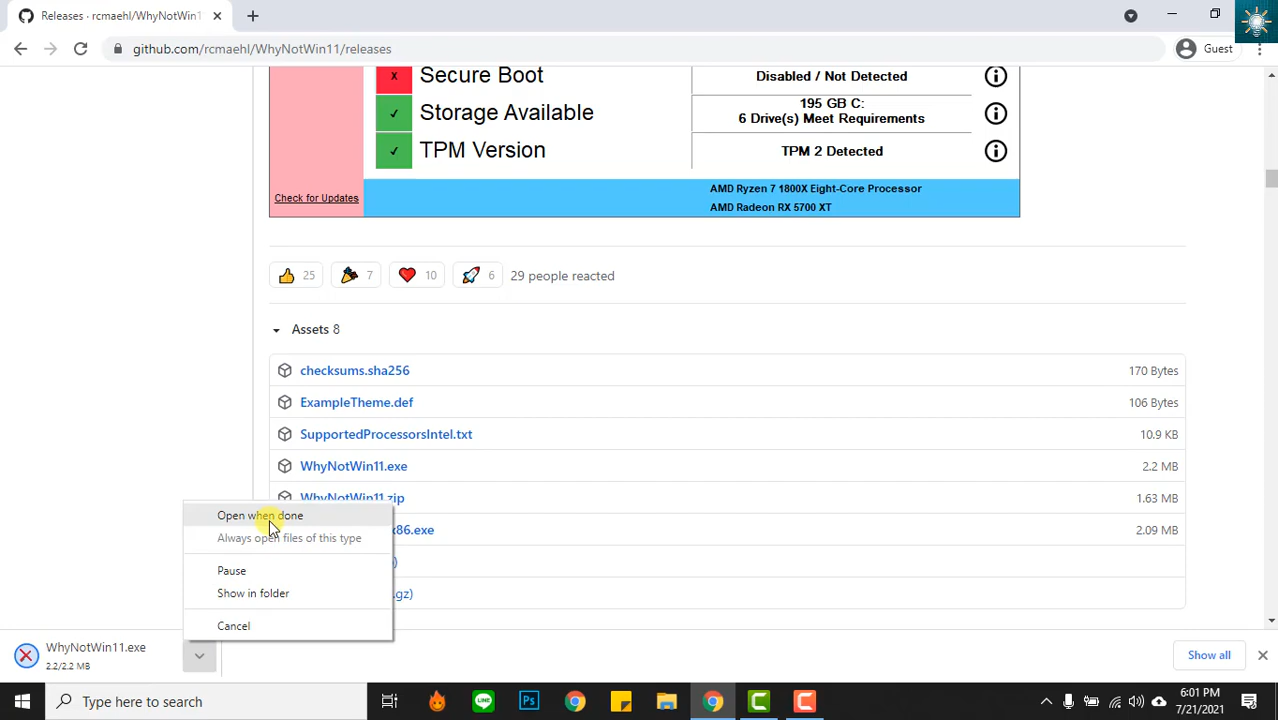 Releases · rcmaehl/WhyNotWin1
github.com/rcmaehl/WhyNotWin11/releases
Guest
X Secure Boot Disabled / Not Detected
✓ Storage Available 195 GB C:
6 Drive(s) Meet Requirements
✓ TPM Version TPM 2 Detected
Check for Updates
AMD Ryzen 7 1800X Eight-Core Processor
AMD Radeon RX 5700 XT
25 7 10 6 29 people reacted
Assets 8
checksums.sha256 170 Bytes
ExampleTheme.def 106 Bytes
SupportedProcessorsIntel.txt 10.9 KB
WhyNotWin11.exe 2.2 MB
WhyNotWin11.zip 1.63 MB
x86.exe 2.09 MB
)
.gz)
Open when done
Always open files of this type
Pause
Show in folder
Cancel
WhyNotWin11.exe
2.2/2.2 MB
Show all
Type here to search
LINE
Ps
6:01 PM
7/21/2021